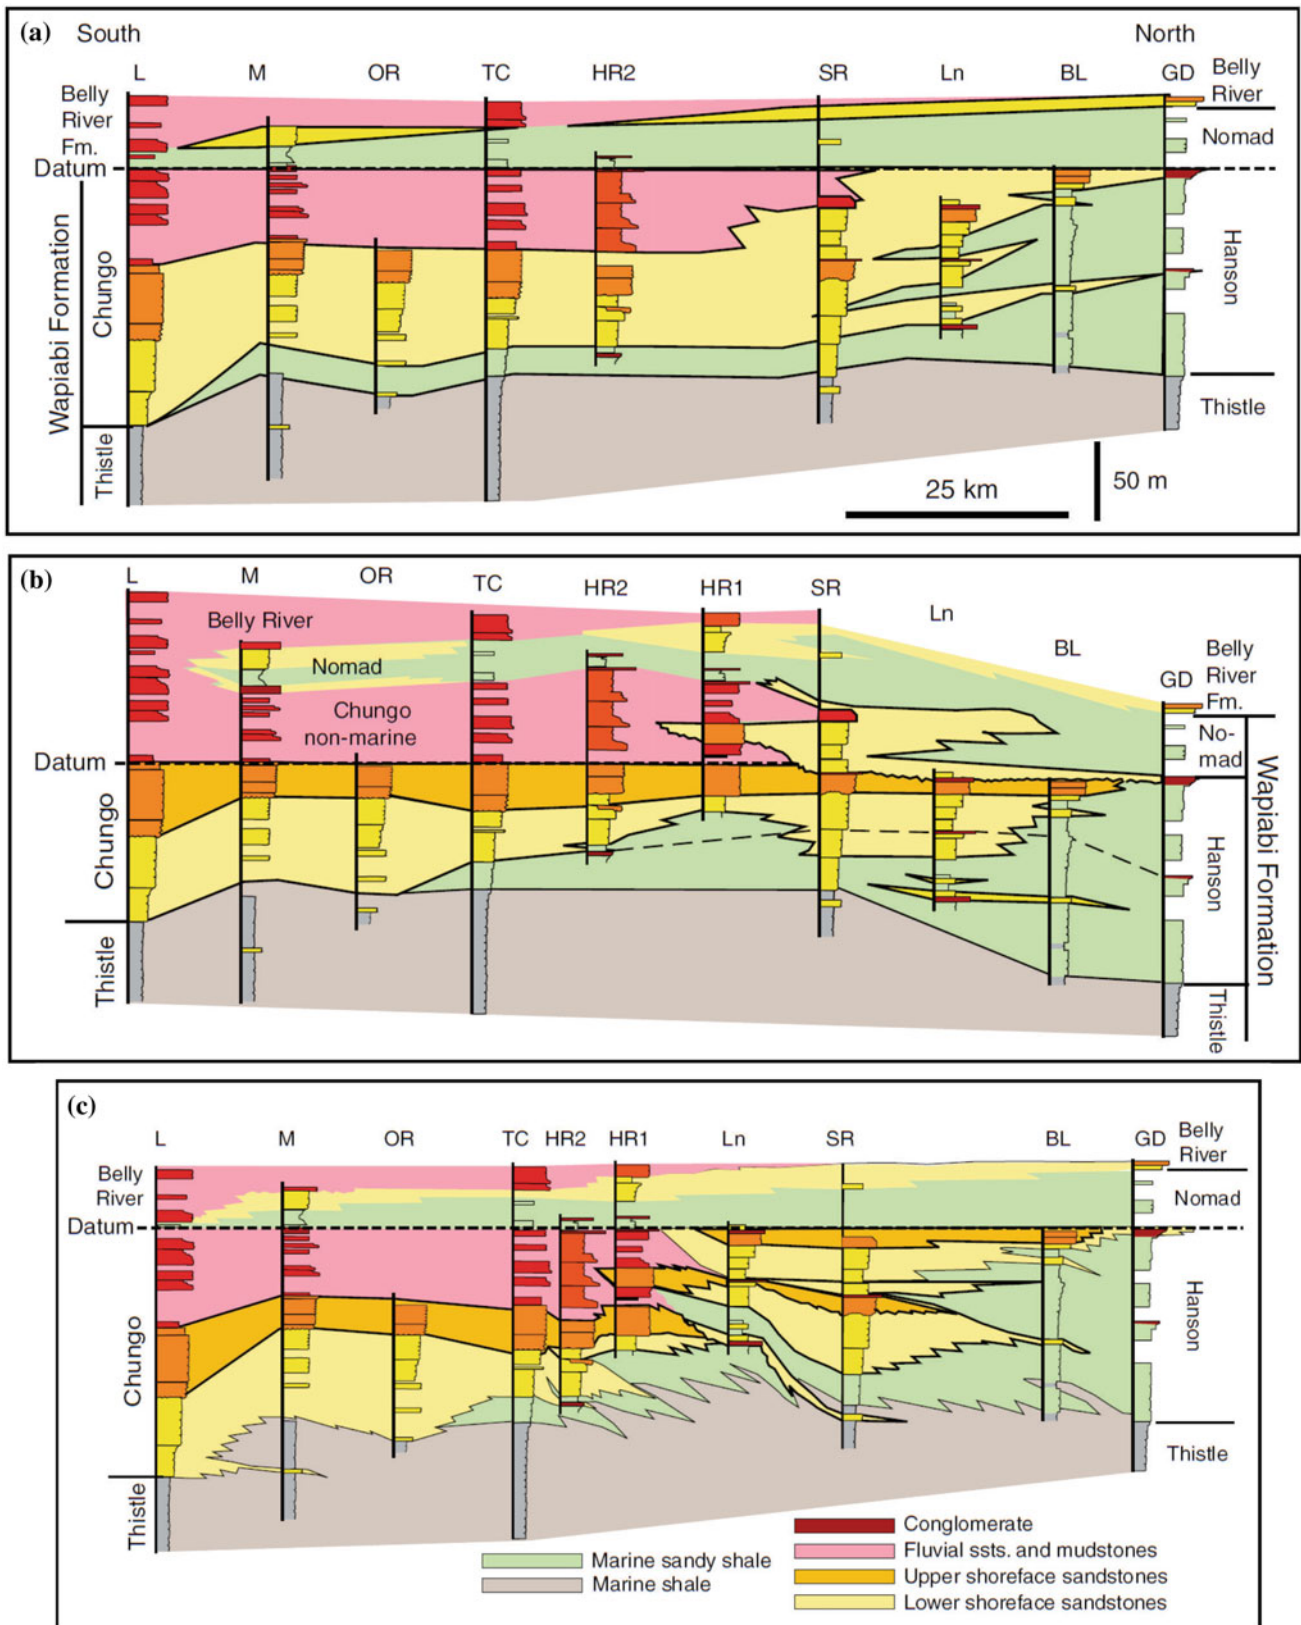 (a) South North
L M OR TC HR2 SR Ln BL GD
Belly River Fm.
Belly River
Nomad
Datum
Wapiabi Formation
Chungo
Thistle
Hanson
Thistle
25 km
50 m
(b)
L M OR TC HR2 HR1 SR Ln BL GD
Belly River
Nomad
Chungo non-marine
Belly River Fm.
No-mad
Datum
Chungo
Thistle
Hanson
Thistle
Wapiabi Formation
(c)
L M OR TC HR2 HR1 Ln SR BL GD
Belly River
Belly River
Nomad
Datum
Chungo
Thistle
Hanson
Thistle
Conglomerate
Fluvial ssts. and mudstones
Marine sandy shale
Upper shoreface sandstones
Marine shale
Lower shoreface sandstones